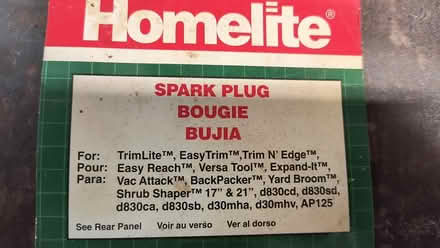 Homelite®
SPARK PLUG
BOUGIE
BUJIA
For: TrimLite™, EasyTrim™,Trim N' Edge™,
Pour: Easy Reach™, Versa Tool™, Expand-It™,
Para: Vac Attack™, BackPacker™, Yard Broom™,
Shrub Shaper™ 17" & 21", d830cd, d830sd,
d830ca, d830sb, d30mha, d30mhv, AP125
See Rear Panel Voir au verso Ver al dorso